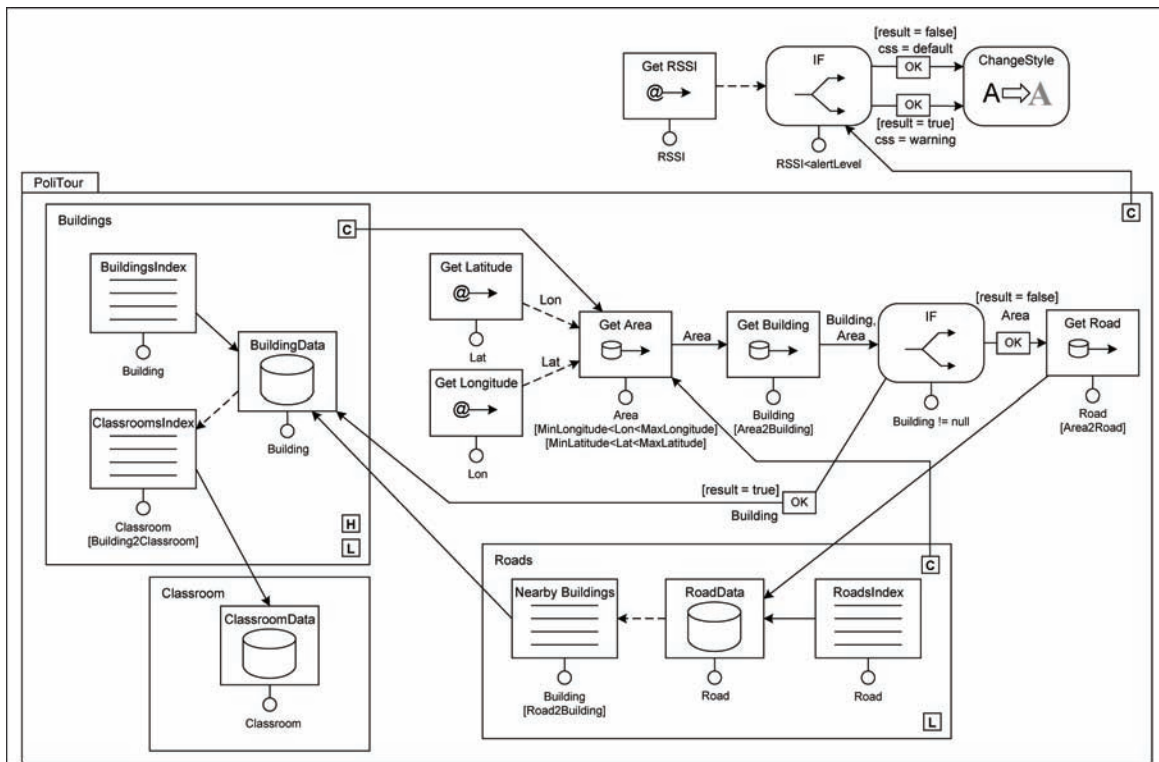 [result = false]
css = default
Get RSSI
IF
OK
ChangeStyle
@
A
A
OK
[result = true]
css = warning
RSSI
RSSI<alertLevel
PoliTour
C
Buildings
C
BuildingsIndex
Building
BuildingData
Building
ClassroomsIndex
Classroom
[Building2Classroom]
H
L
Get Latitude
@
Lon
Lat
Get Longitude
@
Lat
Lon
Get Area
Area
[MinLongitude<Lon<MaxLongitude]
[MinLatitude<Lat<MaxLatitude]
Area
Get Building
Building
[Area2Building]
Building,
Area
IF
Building != null
[result = false]
Area
OK
Get Road
Road
[Area2Road]
[result = true]
OK
Building
Classroom
ClassroomData
Classroom
Roads
C
Nearby Buildings
Building
[Road2Building]
RoadData
Road
RoadsIndex
Road
L